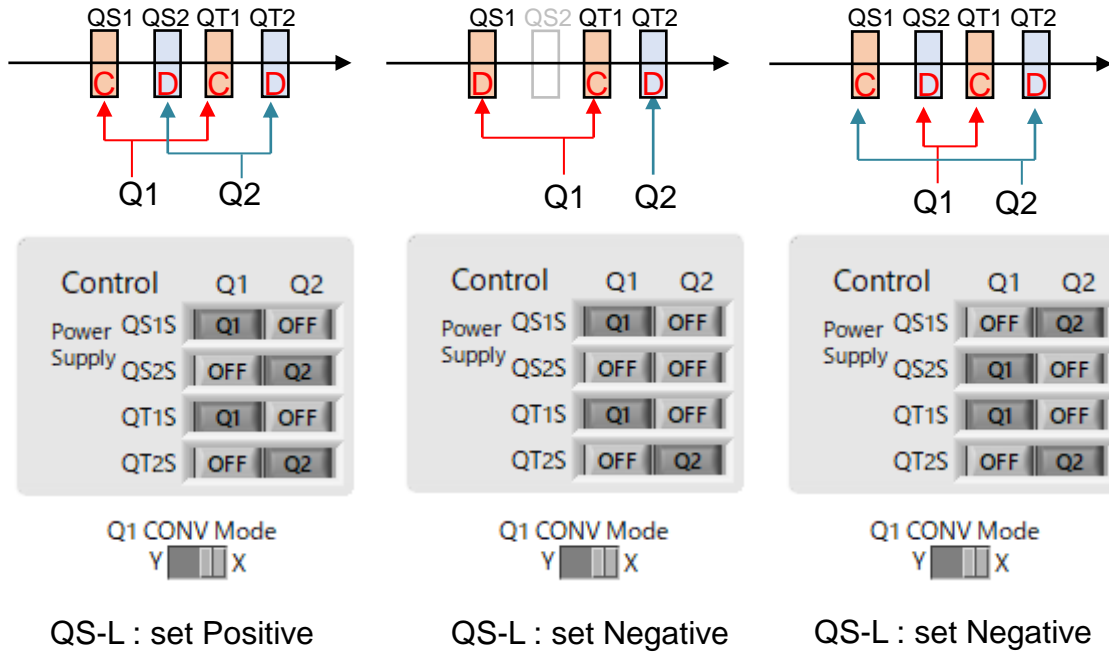 QS1 QS2 QT1 QT2
C D C D
Q1 Q2
Control Q1 Q2
Power Supply
QS1S Q1 OFF
QS2S OFF Q2
QT1S Q1 OFF
QT2S OFF Q2
Q1 CONV Mode
Y X
QS-L : set Positive
QS1 QS2 QT1 QT2
D C D
Q1 Q2
Control Q1 Q2
Power Supply
QS1S Q1 OFF
QS2S OFF OFF
QT1S Q1 OFF
QT2S OFF Q2
Q1 CONV Mode
Y X
QS-L : set Negative
QS1 QS2 QT1 QT2
C D C D
Q1 Q2
Control Q1 Q2
Power Supply
QS1S OFF Q2
QS2S Q1 OFF
QT1S Q1 OFF
QT2S OFF Q2
Q1 CONV Mode
Y X
QS-L : set Negative